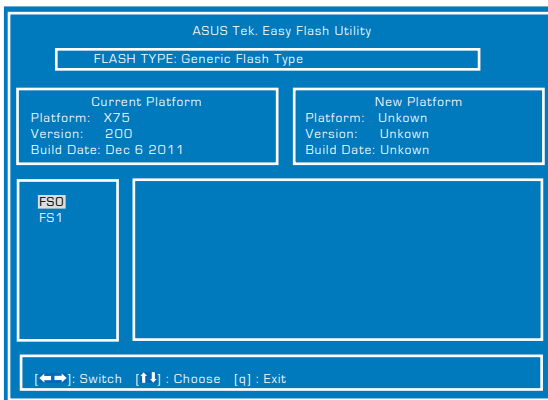 ASUS Tek. Easy Flash Utility
FLASH TYPE: Generic Flash Type
Current Platform
Platform: X75
Version: 200
Build Date: Dec 6 2011
New Platform
Platform: Unkown
Version: Unkown
Build Date: Unkown
FS0
FS1
[←→]: Switch [↑↓] : Choose [q] : Exit